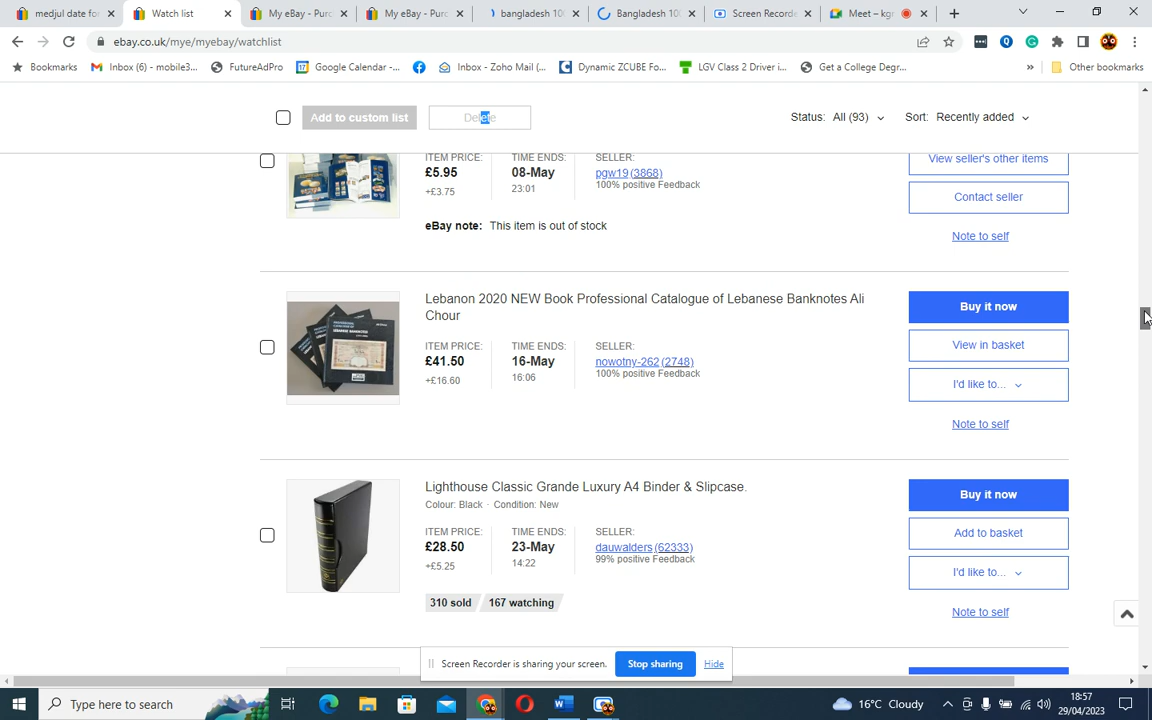 medjul date fo
Watch list
My eBay - Purc
My eBay - Purc
bangladesh 10
Bangladesh 10
Screen Recorde
Meet – kgr
ebay.co.uk/mye/myebay/watchlist
Bookmarks
Inbox (6) - mobile3...
FutureAdPro
Google Calendar -...
Inbox - Zoho Mail (...
Dynamic ZCUBE Fo...
LGV Class 2 Driver i...
Get a College Degr...
»
Other bookmarks
Add to custom list
Delete
Status: All (93)
Sort: Recently added
ITEM PRICE:
£5.95
+£3.75
TIME ENDS:
08-May
23:01
SELLER:
pgw19 (3868)
100% positive Feedback
eBay note: This item is out of stock
View seller's other items
Contact seller
Note to self
Lebanon 2020 NEW Book Professional Catalogue of Lebanese Banknotes Ali
Chour
ITEM PRICE:
£41.50
+£16.60
TIME ENDS:
16-May
16:06
SELLER:
nowotny-262 (2748)
100% positive Feedback
Buy it now
View in basket
I'd like to...
Note to self
Lighthouse Classic Grande Luxury A4 Binder & Slipcase.
Colour: Black · Condition: New
ITEM PRICE:
£28.50
+£5.25
TIME ENDS:
23-May
14:22
SELLER:
dauwalders (62333)
99% positive Feedback
310 sold
167 watching
Buy it now
Add to basket
I'd like to...
Note to self
Screen Recorder is sharing your screen.
Stop sharing
Hide
Type here to search
16°C Cloudy
18:57
29/04/2023